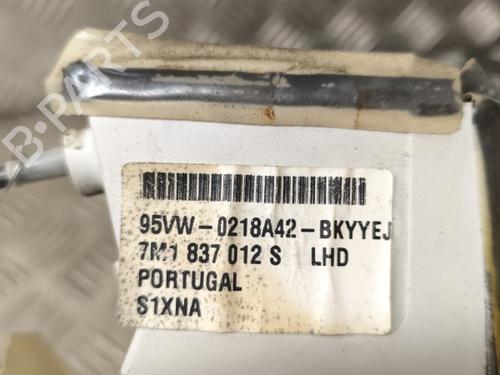 B-PARTS
95VW-0218A42-BKYYEJ
7M1 837 012 S LHD
PORTUGAL
S1XNA